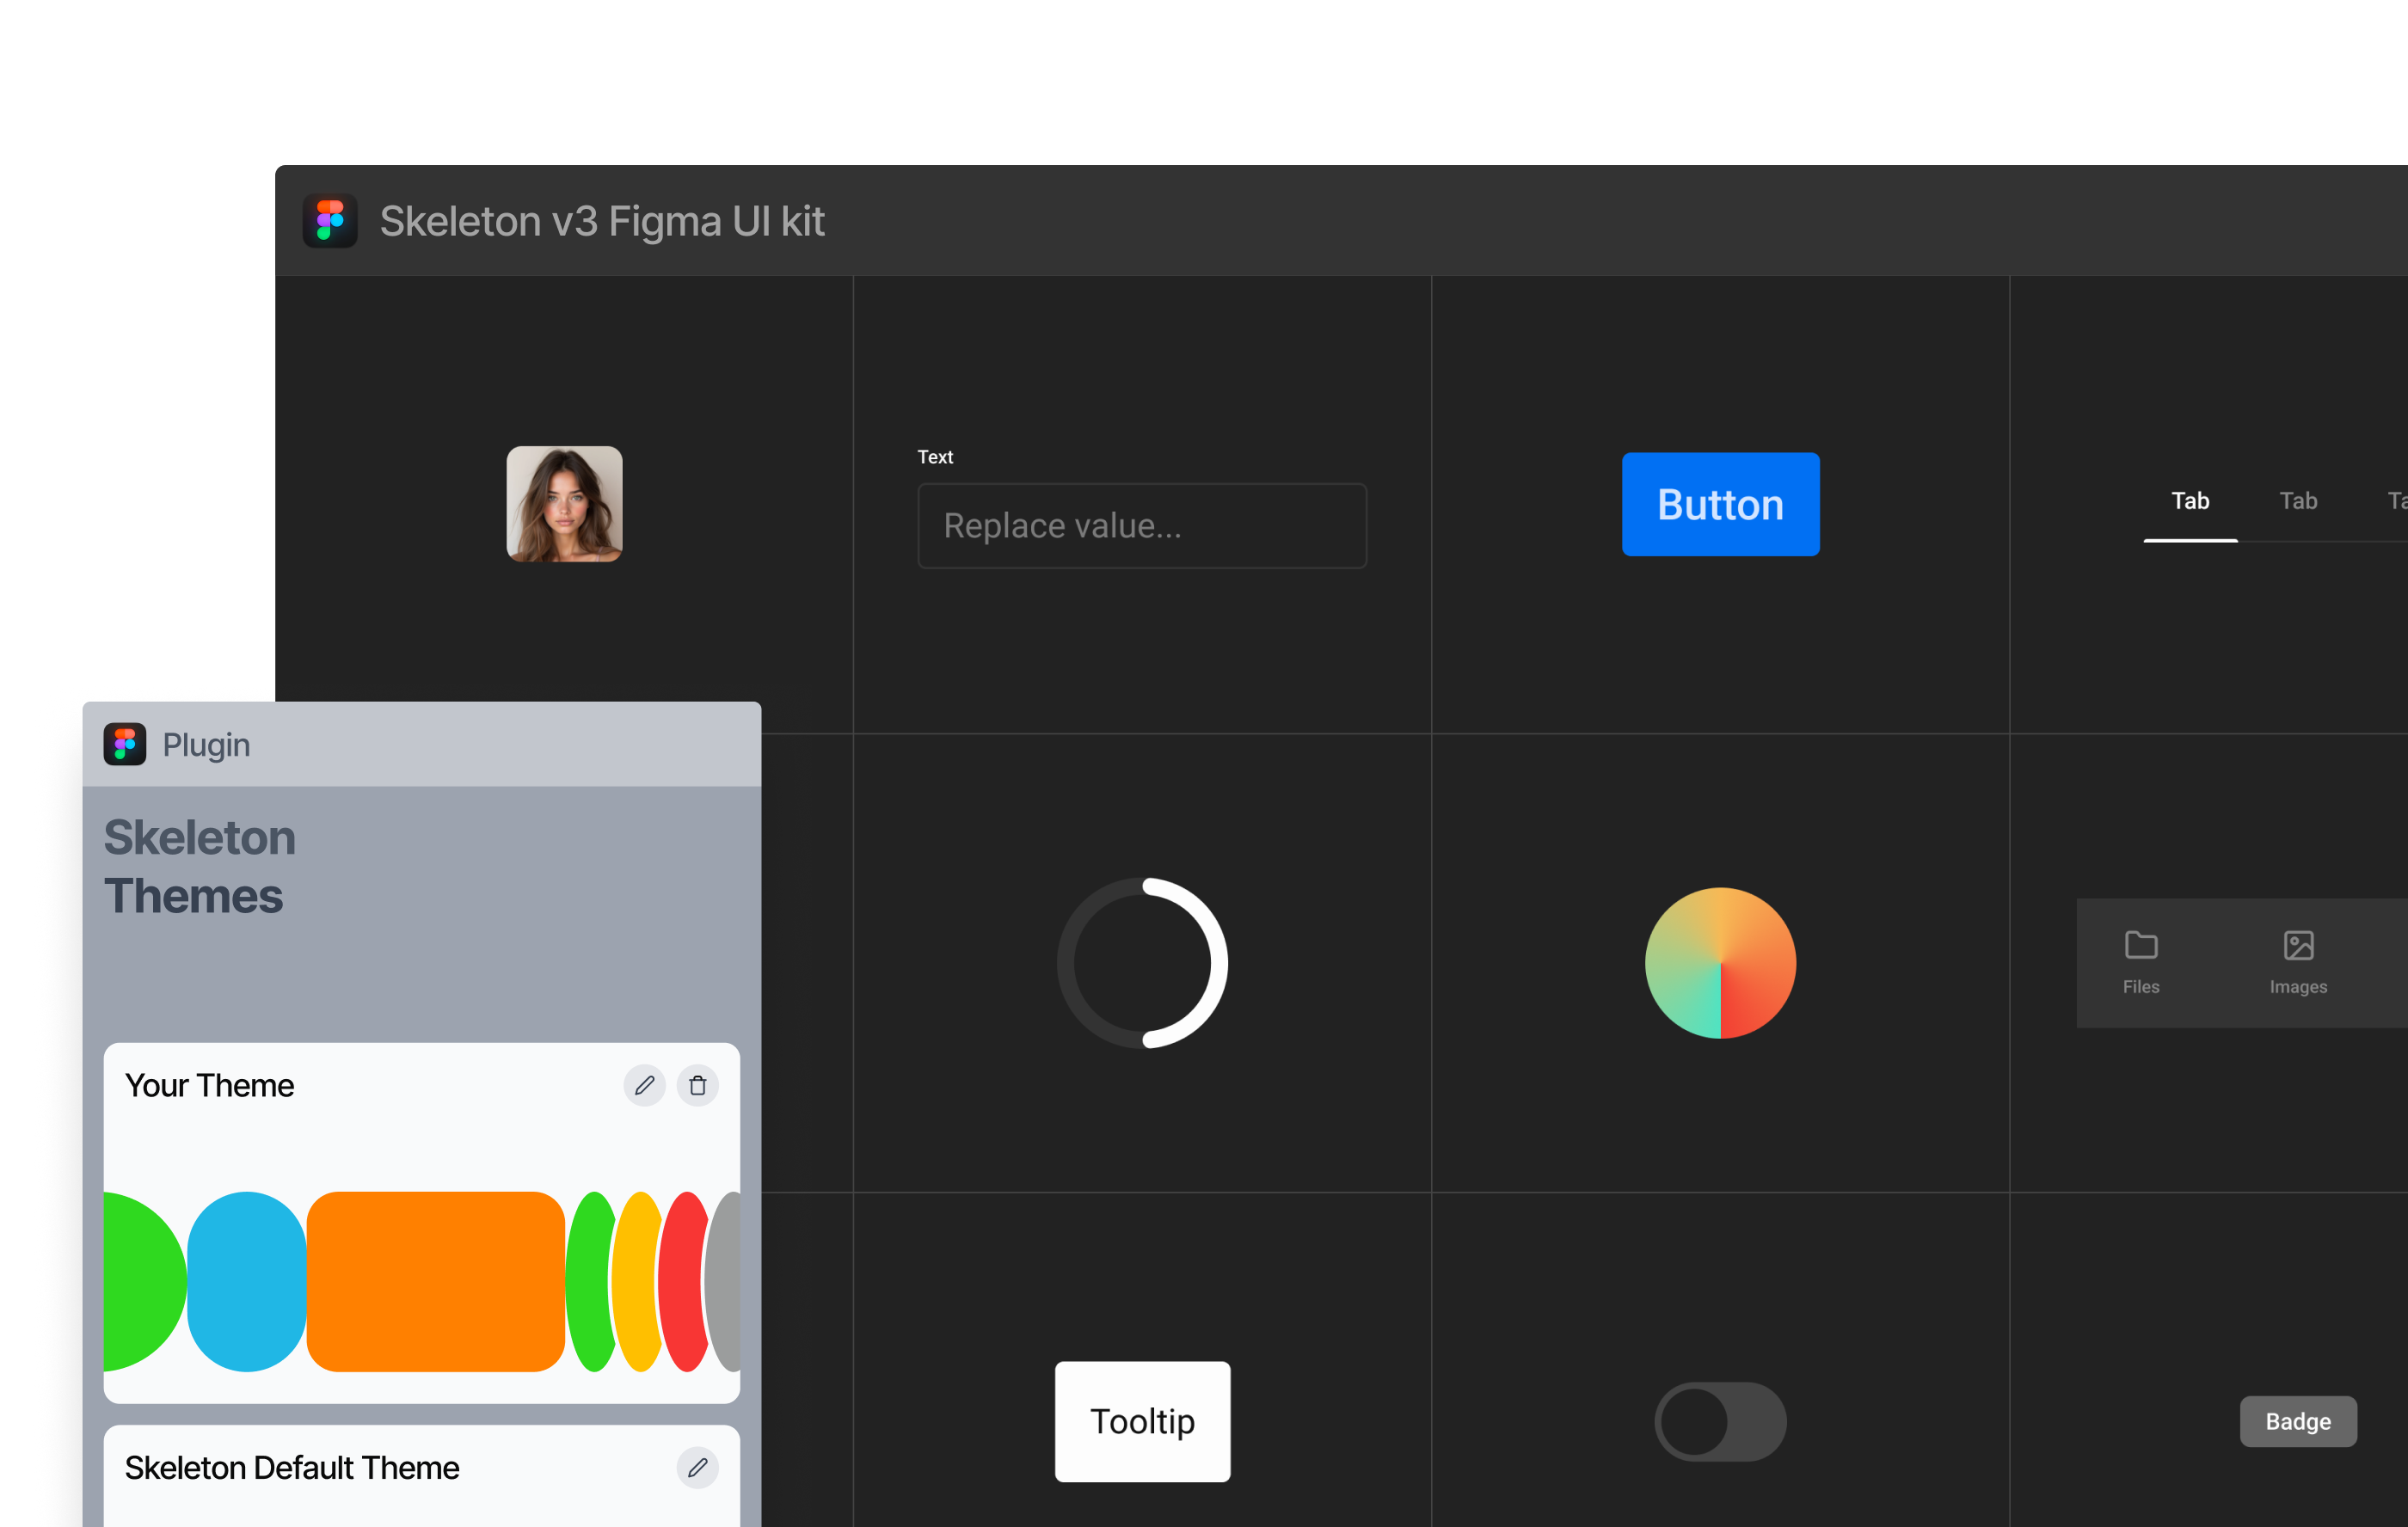 Skeleton v3 Figma UI kit
Text
Replace value...
Button
Tab
Tab
Plugin
Skeleton
Themes
Files
Images
Your Theme
Tooltip
Badge
Skeleton Default Theme